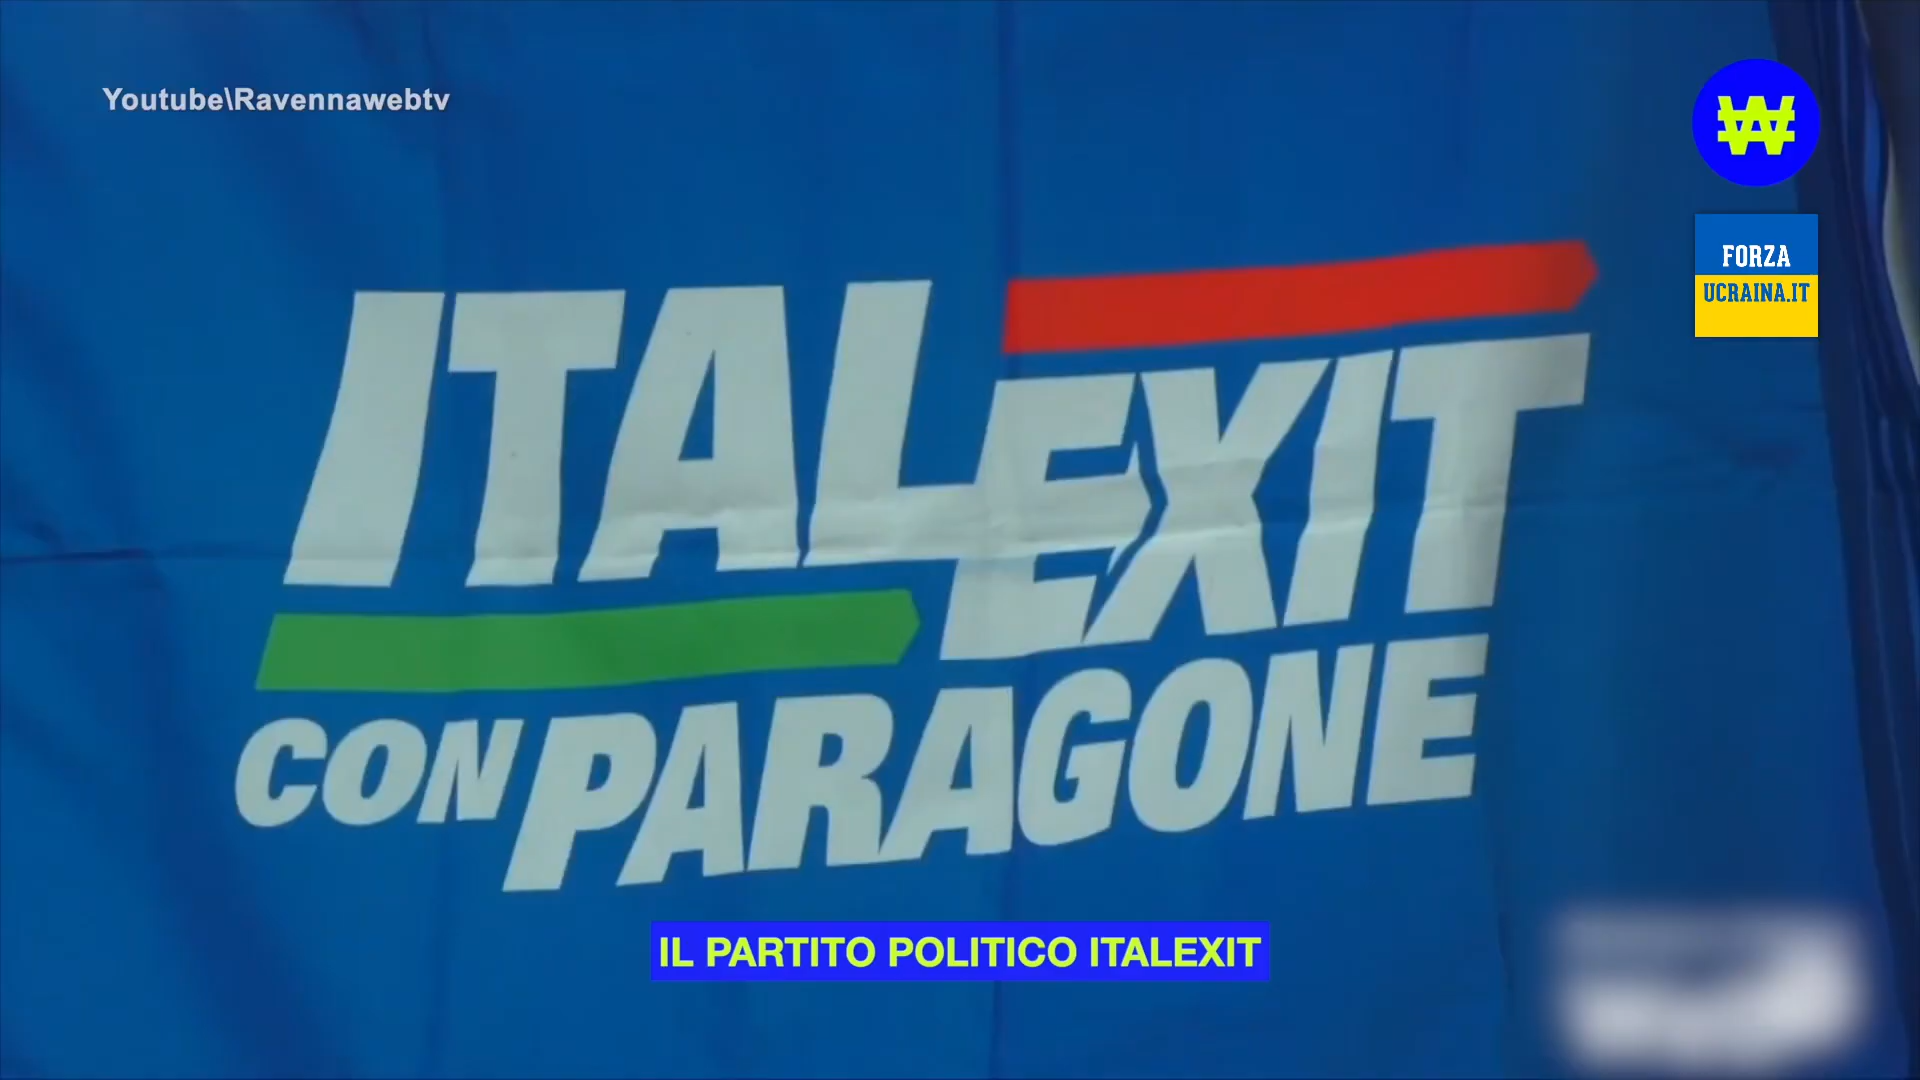 Youtube\Ravennawebtv
W
FORZA
UCRAINA.IT
ITALEXIT
CON PARAGONE
IL PARTITO POLITICO ITALEXIT